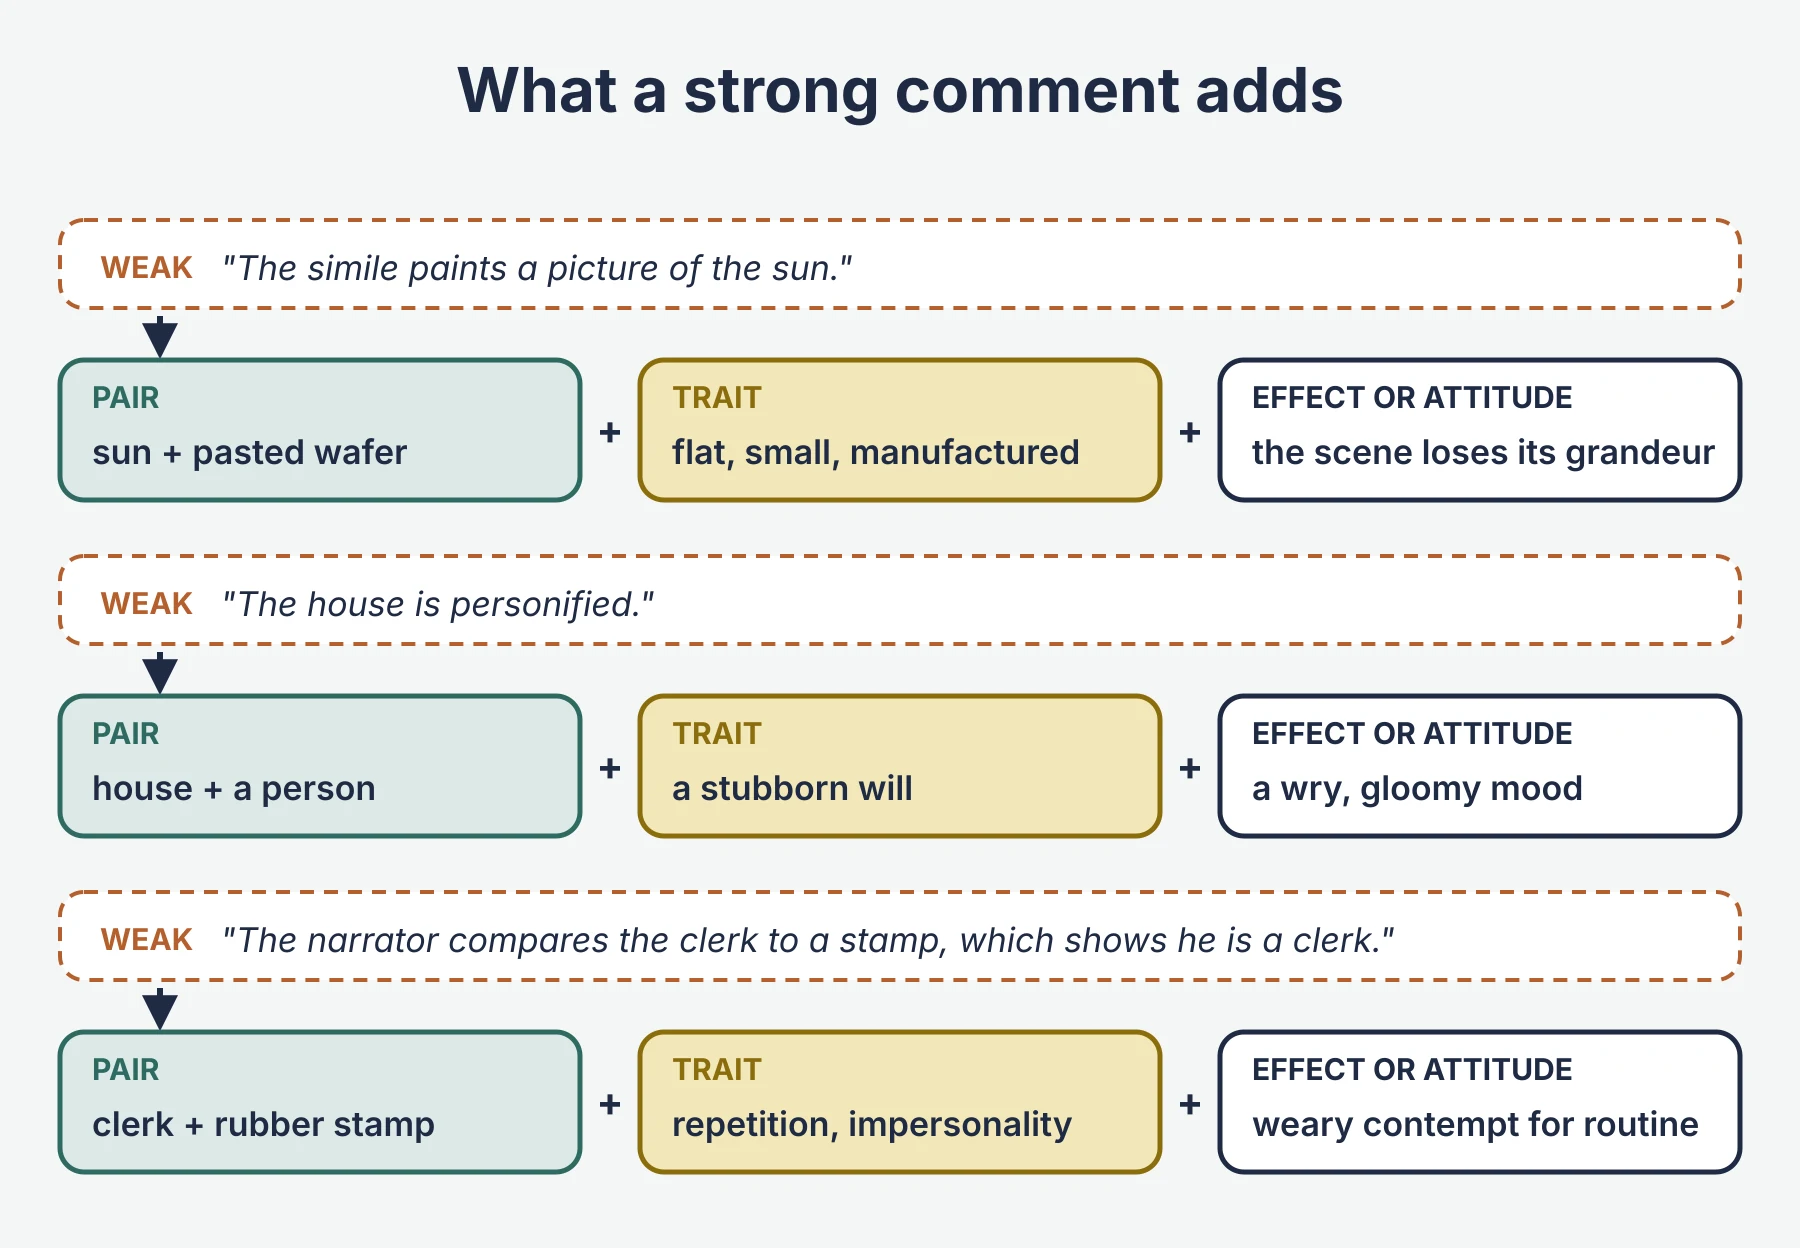 What a strong comment adds
WEAK "The simile paints a picture of the sun."
PAIR
sun + pasted wafer
+
TRAIT
flat, small, manufactured
+
EFFECT OR ATTITUDE
the scene loses its grandeur
WEAK "The house is personified."
PAIR
house + a person
+
TRAIT
a stubborn will
+
EFFECT OR ATTITUDE
a wry, gloomy mood
WEAK "The narrator compares the clerk to a stamp, which shows he is a clerk."
PAIR
clerk + rubber stamp
+
TRAIT
repetition, impersonality
+
EFFECT OR ATTITUDE
weary contempt for routine